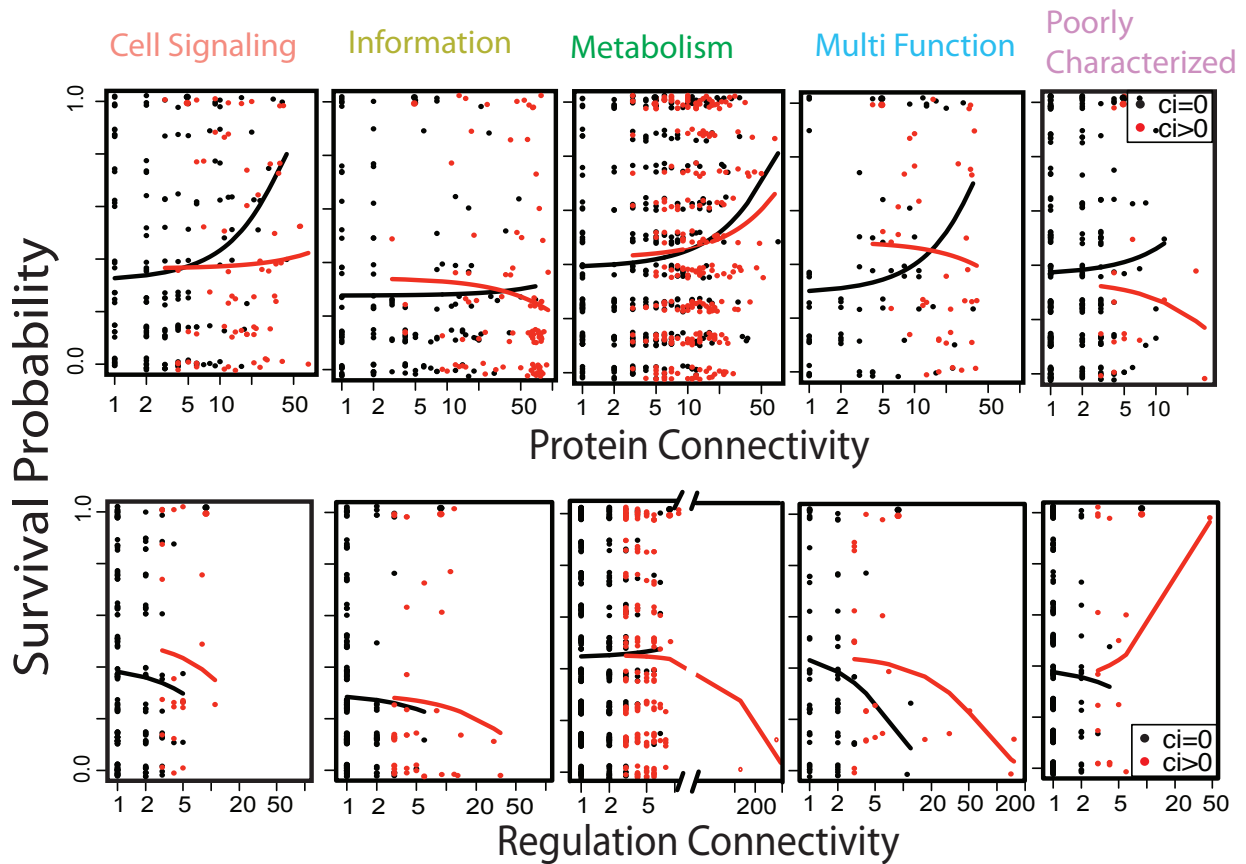 Cell Signaling
Information
Metabolism
Multi Function
Poorly
Characterized
Survival Probability
1.0
0.0
ci=0
ci>0
1 2 5 10 50
1 2 5 10 50
1 2 5 10 50
1 2 5 10 50
1 2 5 10
Protein Connectivity
1.0
0.0
ci=0
ci>0
1 2 5 20 50
1 2 5 20 50
1 2 5 200
1 2 5 20 50 200
1 2 5 20 50
Regulation Connectivity